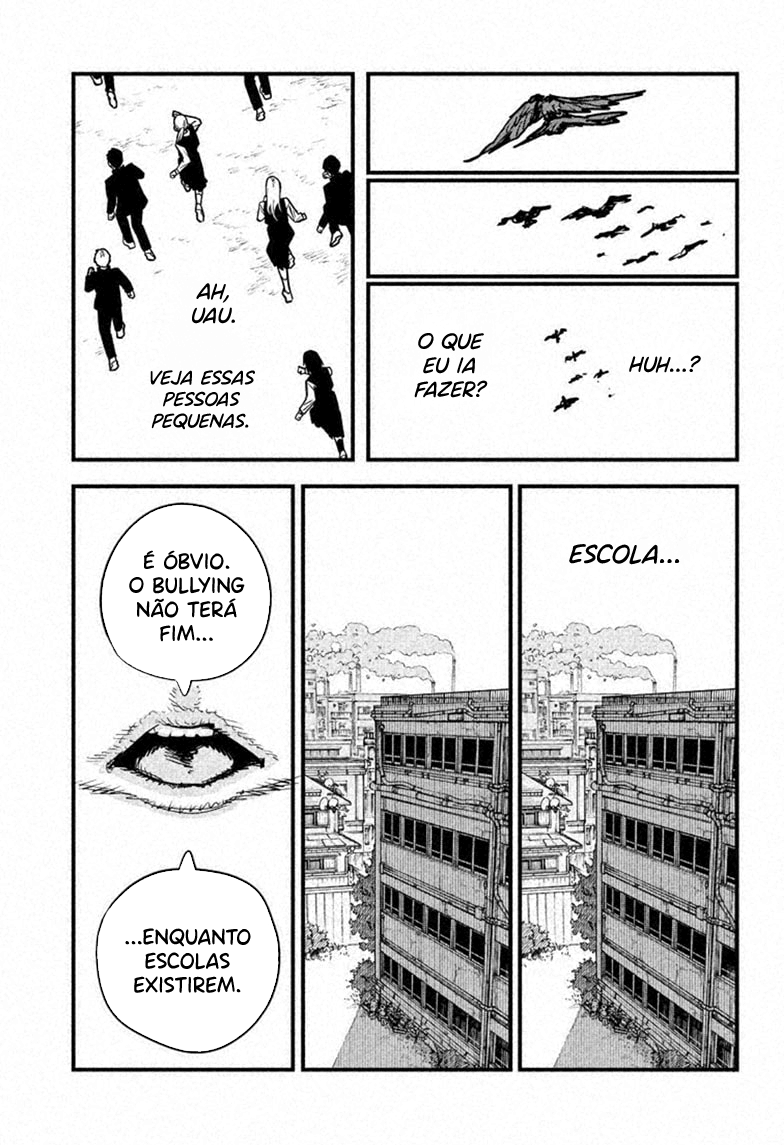 HUH...?
O QUE
EU IA
FAZER?
AH,
UAU.
VEJA ESSAS
PESSOAS
PEQUENAS.
ESCOLA...
É ÓBVIO.
O BULLYING
NÃO TERÁ
FIM...
...ENQUANTO
ESCOLAS
EXISTIREM.